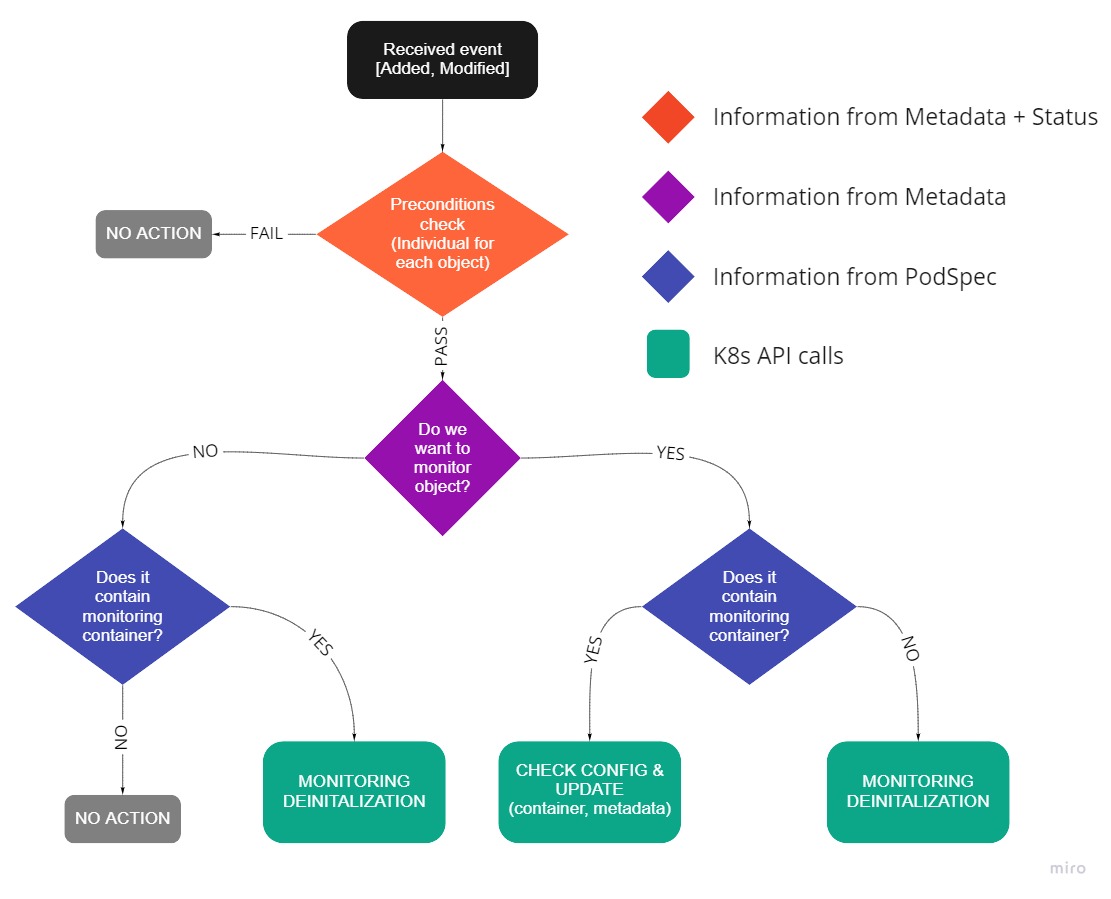 Received event
[Added, Modified]
Information from Metadata + Status
Information from Metadata
Information from PodSpec
K8s API calls
Preconditions
check
(Individual for
each object)
FAIL
NO ACTION
PASS
Do we
want to
monitor
object?
NO
YES
Does it
contain
monitoring
container?
YES
NO
NO ACTION
MONITORING
DEINITALIZATION
Does it
contain
monitoring
container?
YES
NO
CHECK CONFIG &
UPDATE
(container, metadata)
MONITORING
DEINITALIZATION
miro